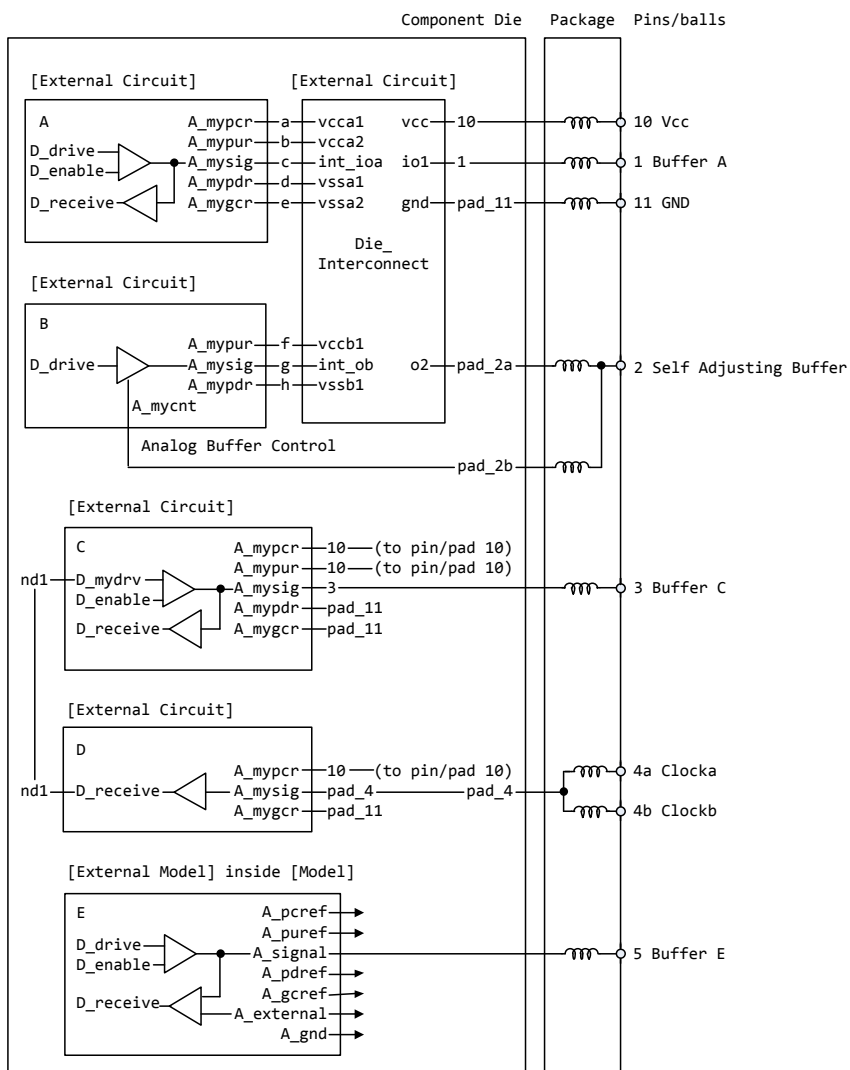 Component Die Package Pins/balls
[External Circuit] [External Circuit]
A A_mypcr a vcca1 vcc 10 10 Vcc
A_mypur b vcca2
D_drive
D_enable A_mysig c int_ioa io1 1 1 Buffer A
A_mypdr d vssa1
D_receive A_mygcr e vssa2 gnd pad_11 11 GND
Die_
Interconnect
[External Circuit]
B
A_mypur f vccb1
D_drive A_mysig g int_ob o2 pad_2a 2 Self Adjusting Buffer
A_mypdr h vssb1
A_mycnt
Analog Buffer Control
pad_2b
[External Circuit]
C A_mypcr 10 (to pin/pad 10)
A_mypur 10 (to pin/pad 10)
nd1 D_mydrv A_mysig 3 3 Buffer C
D_enable
A_mypdr pad_11
D_receive A_mygcr pad_11
[External Circuit]
D
A_mypcr 10 (to pin/pad 10) 4a Clocka
nd1 D_receive A_mysig pad_4 pad_4
A_mygcr pad_11 4b Clockb
[External Model] inside [Model]
E A_pcref
A_puref
D_drive A_signal 5 Buffer E
D_enable
A_pdref
A_gcref
D_receive A_external
A_gnd